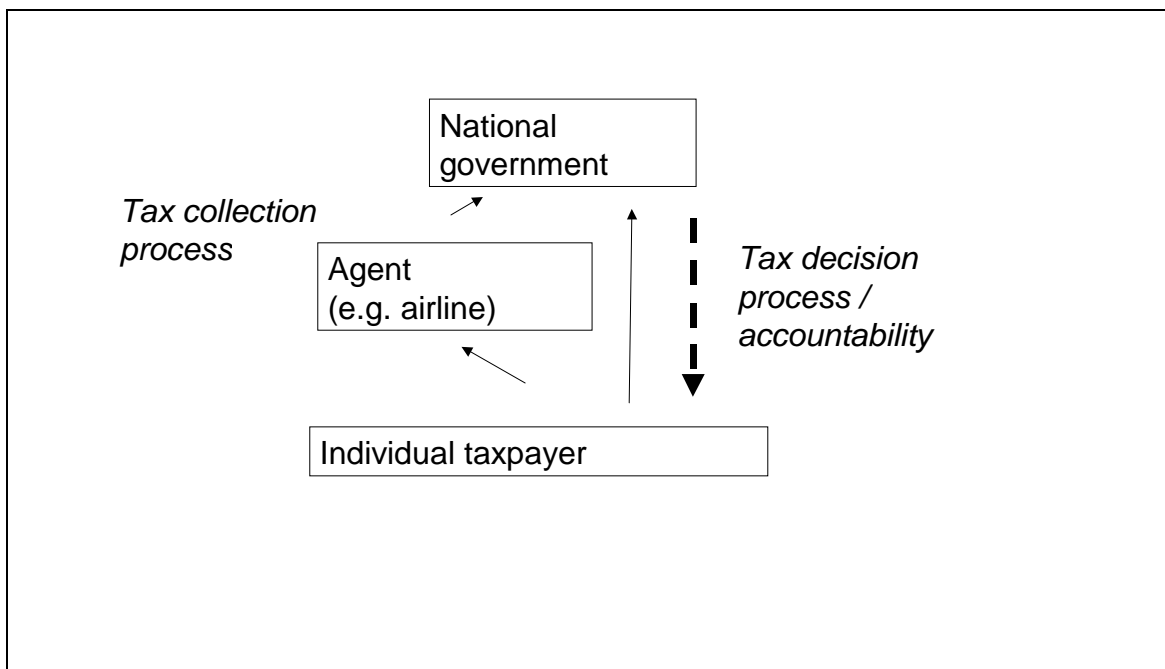 National
government
Tax collection
process
Agent
(e.g. airline)
Tax decision
process /
accountability
Individual taxpayer